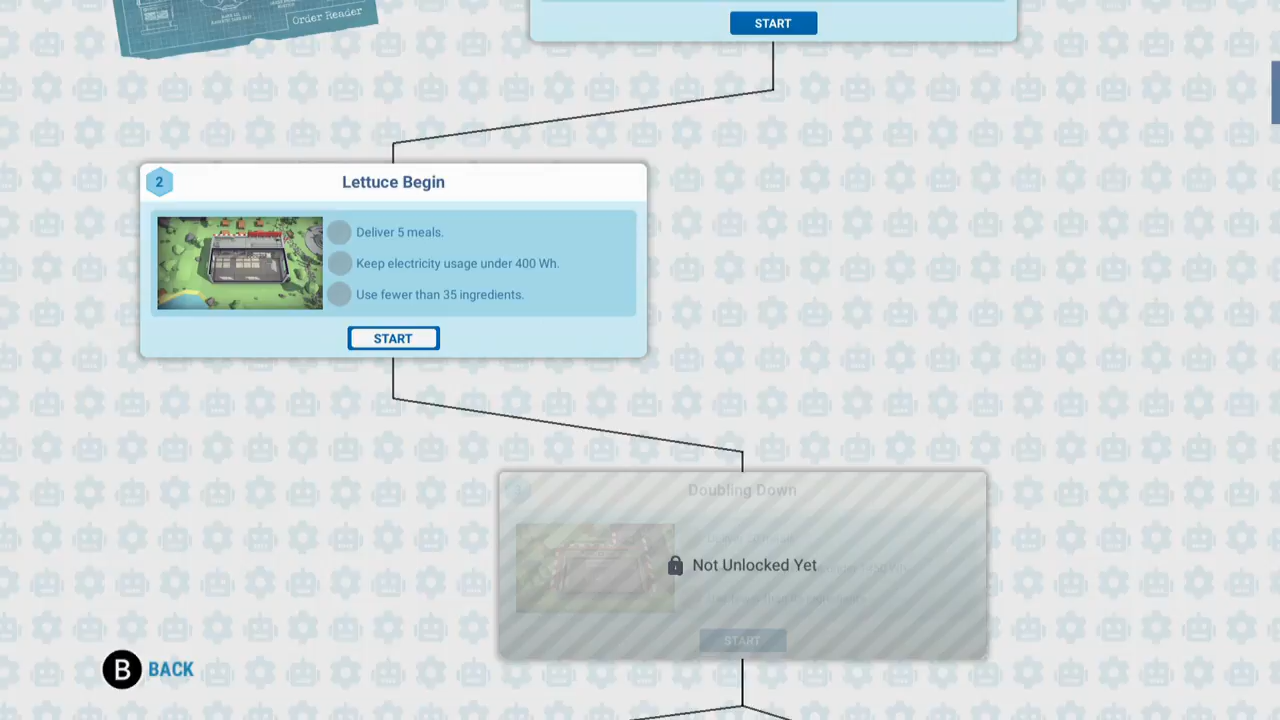 Order Reader
START
2
Lettuce Begin
Deliver 5 meals.
Keep electricity usage under 400 Wh.
Use fewer than 35 ingredients.
START
Doubling Down
Not Unlocked Yet
START
B BACK